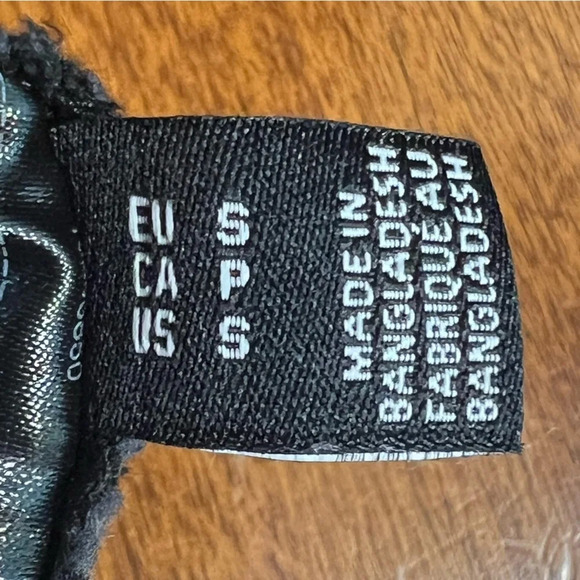 EU S
CA P
US S
MADE IN
BANGLADESH
FABRIQUÉ AU
BANGLADESH